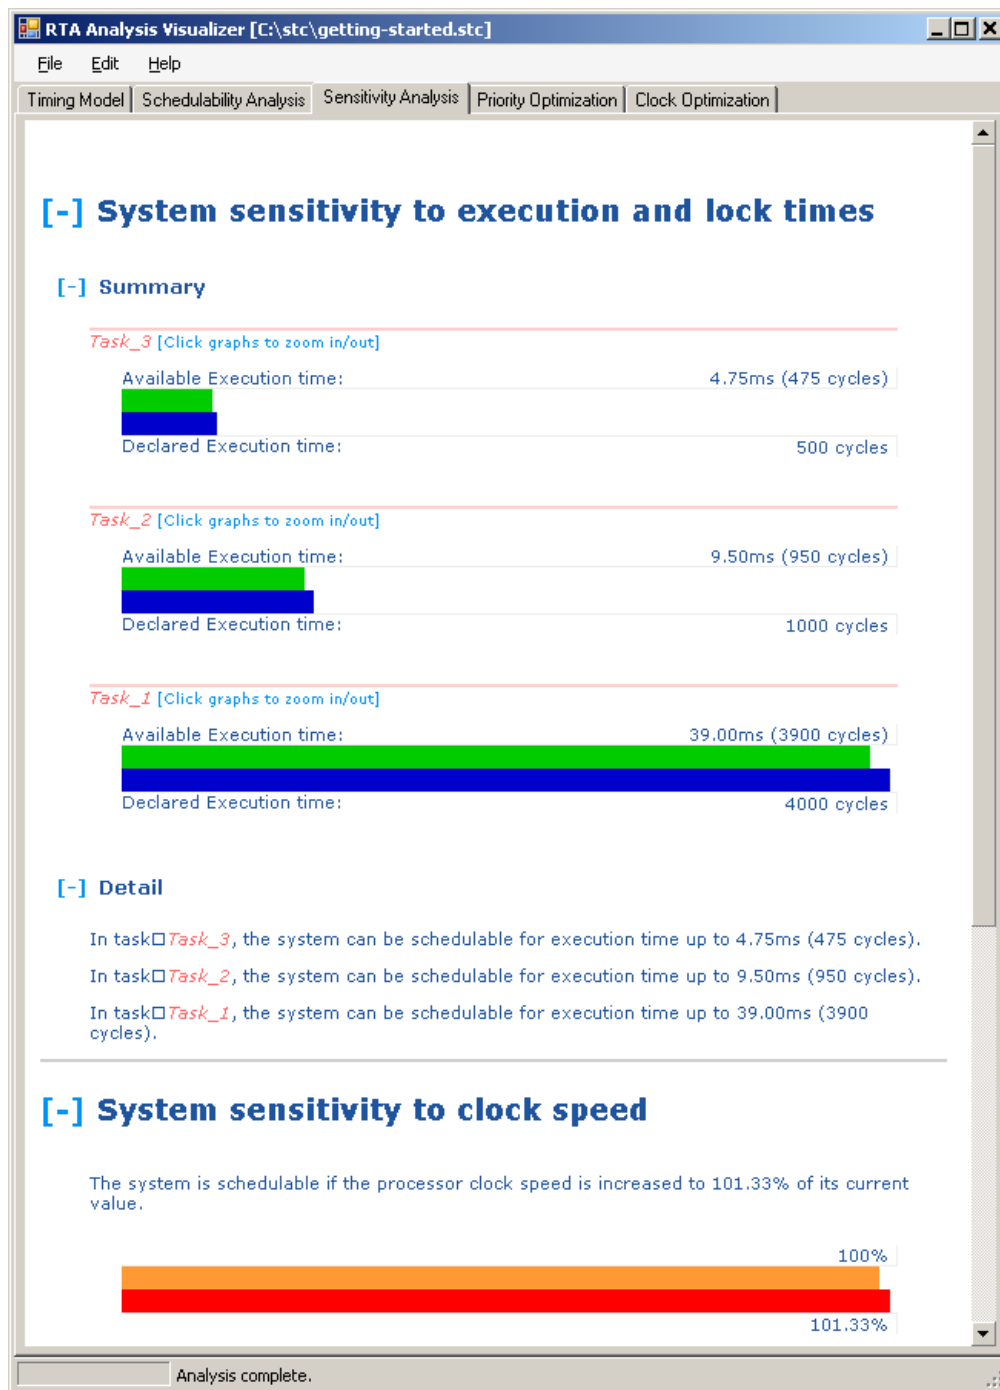 RTA Analysis Visualizer [C:\stc\getting-started.stc]
File Edit Help
Timing Model Schedulability Analysis Sensitivity Analysis Priority Optimization Clock Optimization
[-] System sensitivity to execution and lock times
[-] Summary
Task_3 [Click graphs to zoom in/out]
Available Execution time: 4.75ms (475 cycles)
Declared Execution time: 500 cycles
Task_2 [Click graphs to zoom in/out]
Available Execution time: 9.50ms (950 cycles)
Declared Execution time: 1000 cycles
Task_1 [Click graphs to zoom in/out]
Available Execution time: 39.00ms (3900 cycles)
Declared Execution time: 4000 cycles
[-] Detail
In task□Task_3, the system can be schedulable for execution time up to 4.75ms (475 cycles).
In task□Task_2, the system can be schedulable for execution time up to 9.50ms (950 cycles).
In task□Task_1, the system can be schedulable for execution time up to 39.00ms (3900
cycles).
[-] System sensitivity to clock speed
The system is schedulable if the processor clock speed is increased to 101.33% of its current
value.
100%
101.33%
Analysis complete.